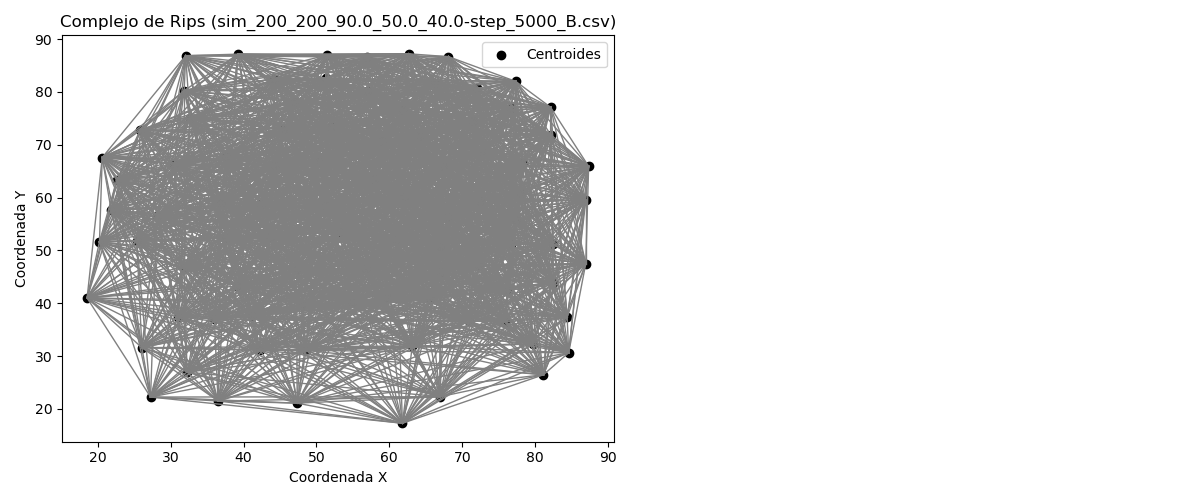 Complejo de Rips (sim_200_200_90.0_50.0_40.0-step_5000_B.csv)
Centroides
90
80
70
60
50
40
30
20
Coordenada Y
20 30 40 50 60 70 80 90
Coordenada X